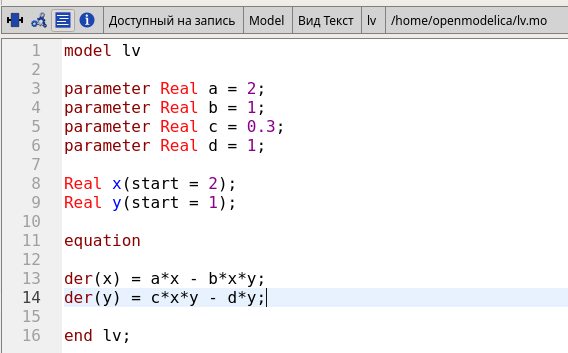 Доступный на запись Model Вид Текст lv /home/openmodelica/lv.mo
1 model lv
2
3 parameter Real a = 2;
4 parameter Real b = 1;
5 parameter Real c = 0.3;
6 parameter Real d = 1;
7
8 Real x(start = 2);
9 Real y(start = 1);
10
11 equation
12
13 der(x) = a*x - b*x*y;
14 der(y) = c*x*y - d*y;
15
16 end lv;